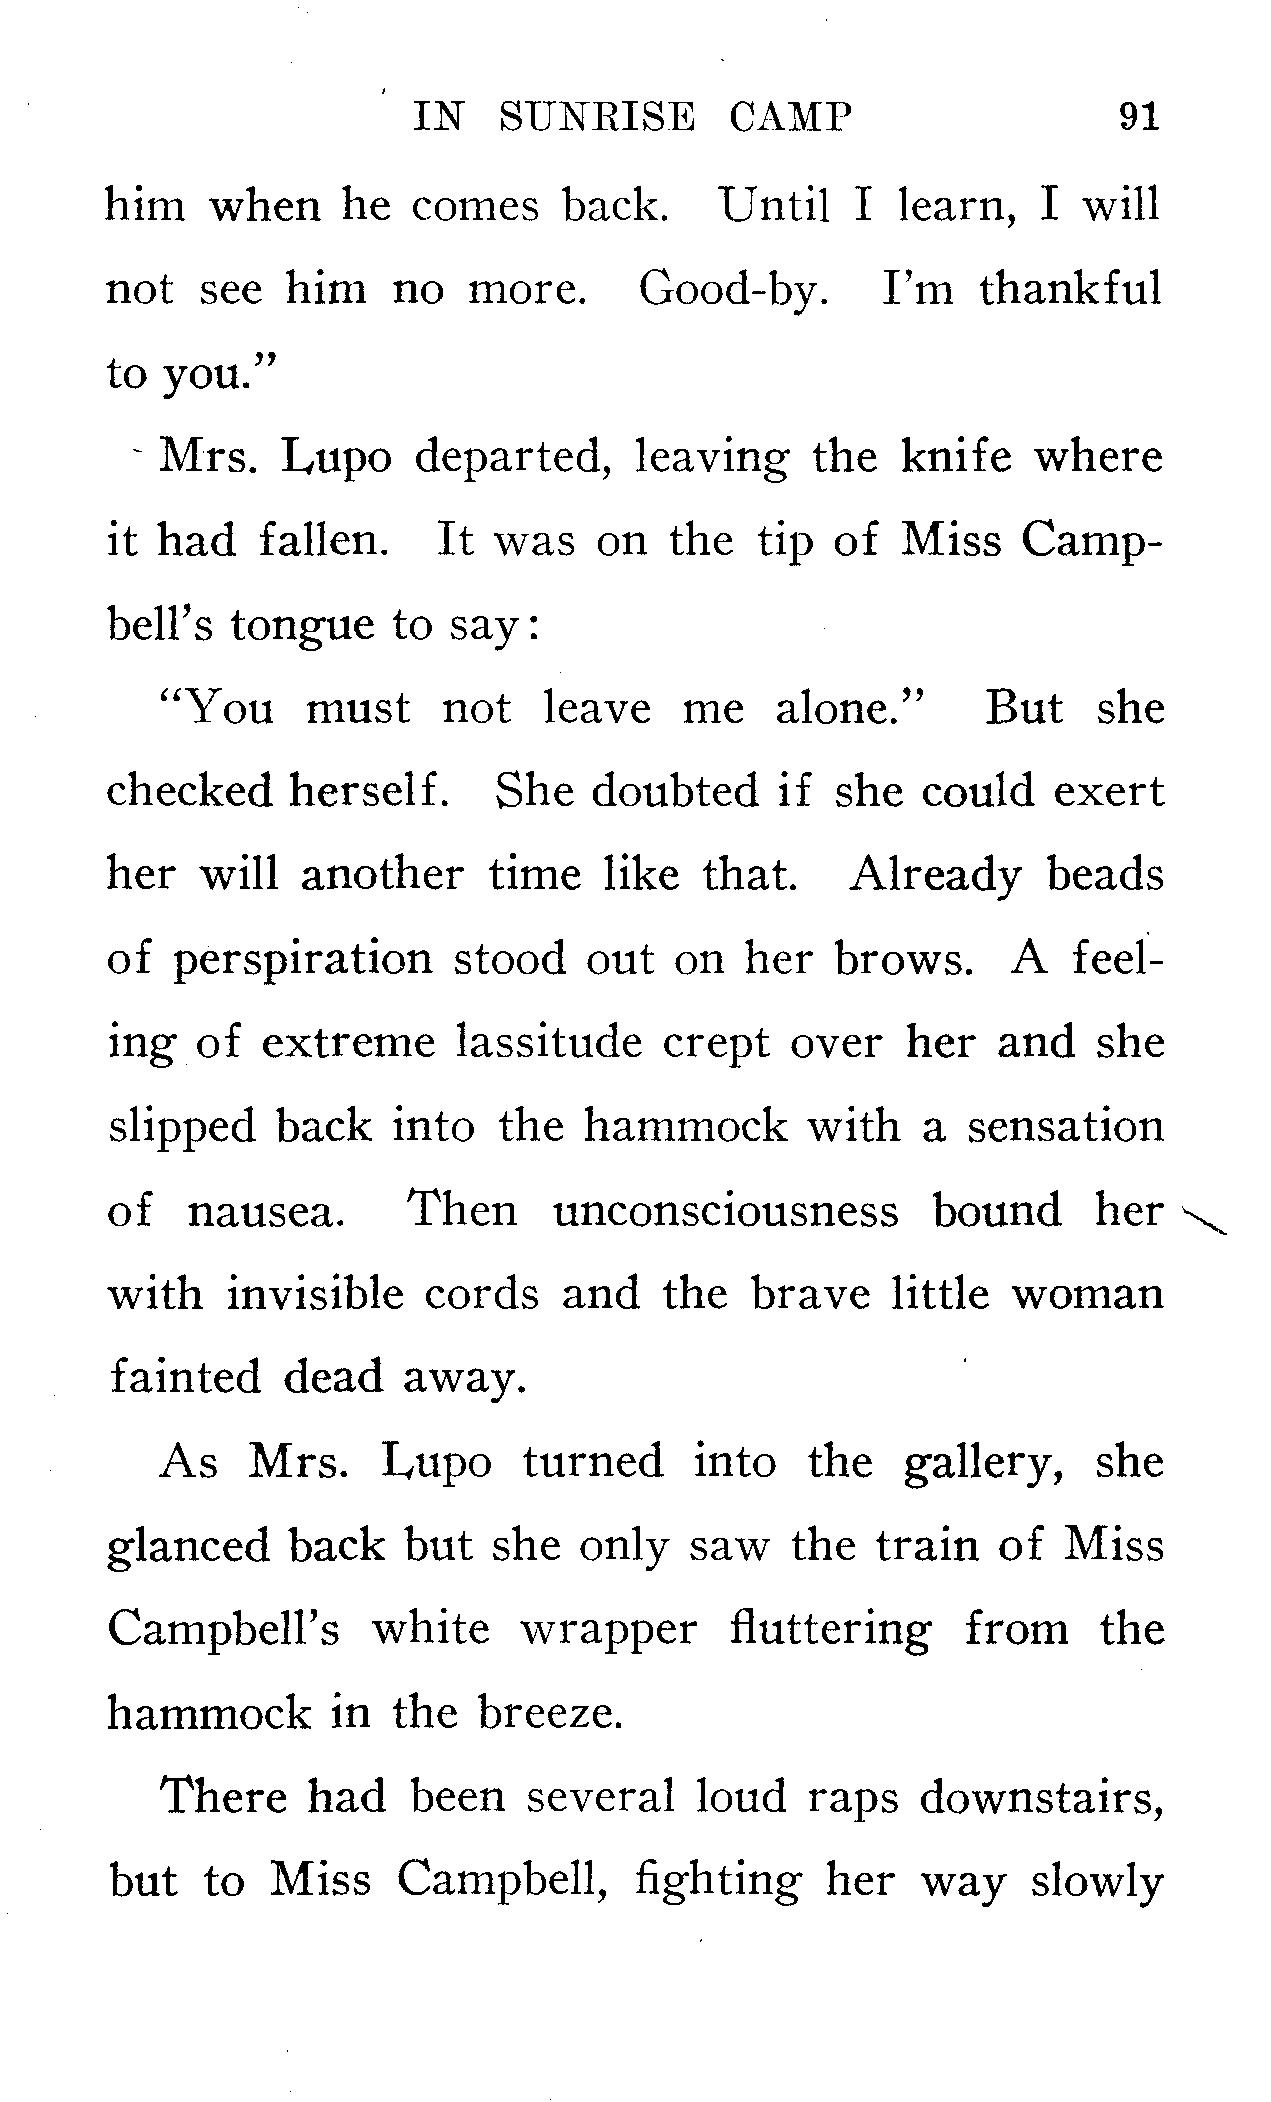 IN SUNRISE CAMP 91
him when he comes back. Until I learn, I will
not see him no more. Good-by. I'm thankful
to you."
Mrs. Lupo departed, leaving the knife where
it had fallen. It was on the tip of Miss Camp-
bell's tongue to say:
"You must not leave me alone." But she
checked herself. She doubted if she could exert
her will another time like that. Already beads
of perspiration stood out on her brows. A feel-
ing of extreme lassitude crept over her and she
slipped back into the hammock with a sensation
of nausea. Then unconsciousness bound her
with invisible cords and the brave little woman
fainted dead away.
As Mrs. Lupo turned into the gallery, she
glanced back but she only saw the train of Miss
Campbell's white wrapper fluttering from the
hammock in the breeze.
There had been several loud raps downstairs,
but to Miss Campbell, fighting her way slowly